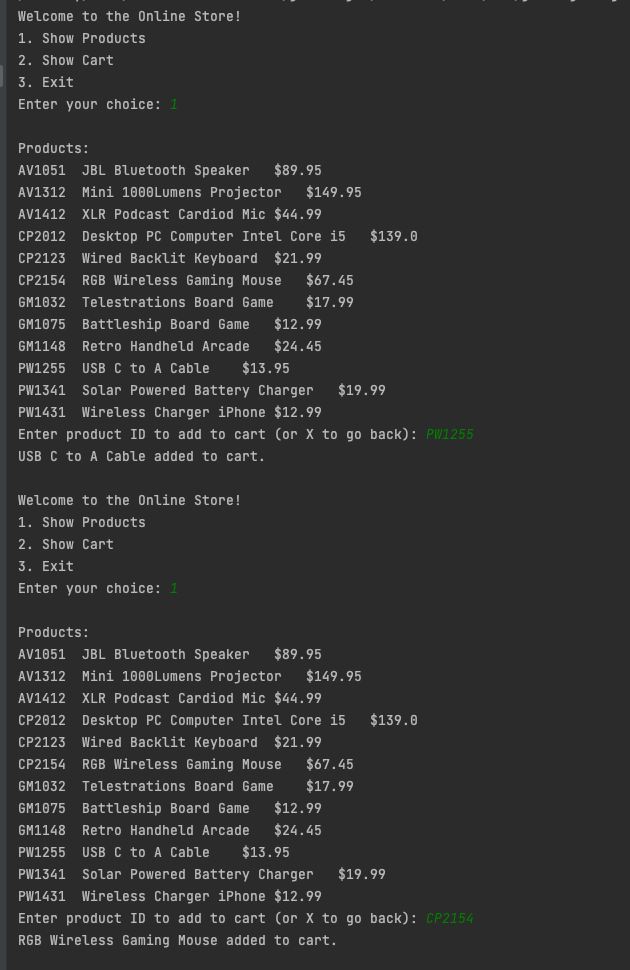 Welcome to the Online Store!
1. Show Products
2. Show Cart
3. Exit
Enter your choice: 1
Products:
AV1051  JBL Bluetooth Speaker   $89.95
AV1312  Mini 1000Lumens Projector   $149.95
AV1412  XLR Podcast Cardiod Mic $44.99
CP2012  Desktop PC Computer Intel Core i5   $139.0
CP2123  Wired Backlit Keyboard  $21.99
CP2154  RGB Wireless Gaming Mouse   $67.45
GM1032  Telestrations Board Game    $17.99
GM1075  Battleship Board Game   $12.99
GM1148  Retro Handheld Arcade   $24.45
PW1255  USB C to A Cable    $13.95
PW1341  Solar Powered Battery Charger   $19.99
PW1431  Wireless Charger iPhone $12.99
Enter product ID to add to cart (or X to go back): PW1255
USB C to A Cable added to cart.
Welcome to the Online Store!
1. Show Products
2. Show Cart
3. Exit
Enter your choice: 1
Products:
AV1051  JBL Bluetooth Speaker   $89.95
AV1312  Mini 1000Lumens Projector   $149.95
AV1412  XLR Podcast Cardiod Mic $44.99
CP2012  Desktop PC Computer Intel Core i5   $139.0
CP2123  Wired Backlit Keyboard  $21.99
CP2154  RGB Wireless Gaming Mouse   $67.45
GM1032  Telestrations Board Game    $17.99
GM1075  Battleship Board Game   $12.99
GM1148  Retro Handheld Arcade   $24.45
PW1255  USB C to A Cable    $13.95
PW1341  Solar Powered Battery Charger   $19.99
PW1431  Wireless Charger iPhone $12.99
Enter product ID to add to cart (or X to go back): CP2154
RGB Wireless Gaming Mouse added to cart.